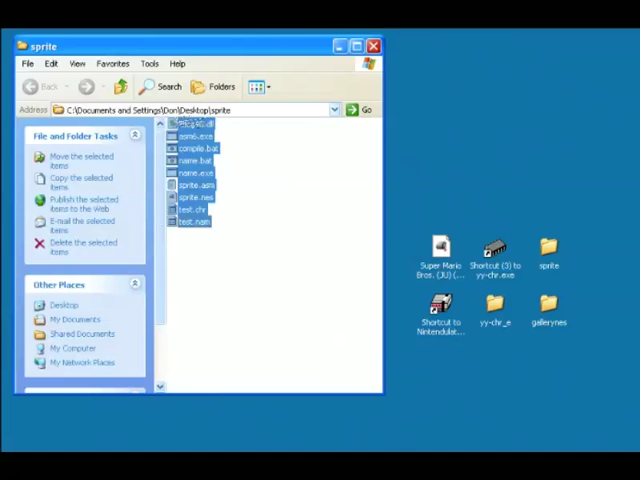 sprite
File Edit View Favorites Tools Help
Back Search Folders
Address C:\Documents and Settings\Don\Desktop\sprite Go
File and Folder Tasks
Move the selected
items
Copy the selected
items
Publish the selected
items to the Web
E-mail the selected
items
Delete the selected
items
Other Places
Desktop
My Documents
Shared Documents
My Computer
My Network Places
asm6.exe
compile.bat
name.bat
name.exe
sprite.asm
sprite.nes
test.chr
test.nam
Super Mario
Bros. (JU) (...
Shortcut (3) to
yy-chr.exe
sprite
Shortcut to
Nintendulat...
yy-chr_e
gallerynes